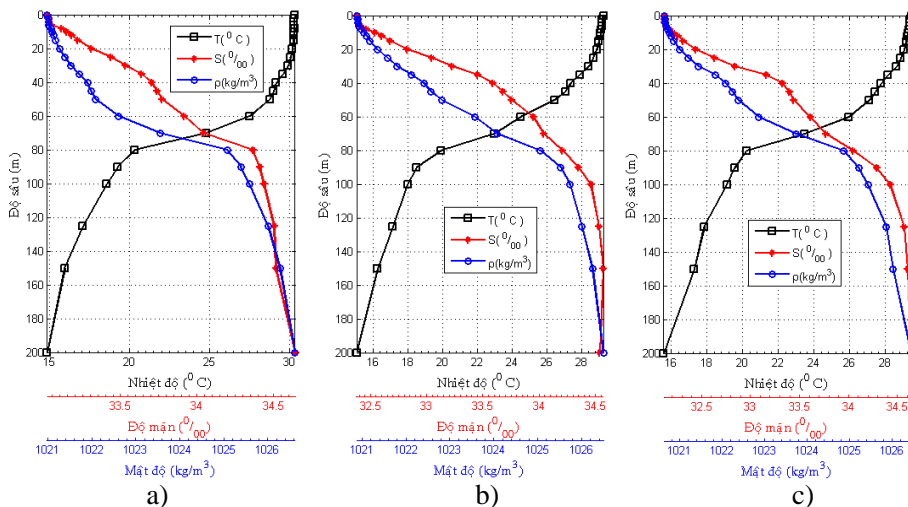 0
20
40
60
80
100
120
140
160
180
200
Độ sâu (m)
T(⁰ C)
S(⁰/₀₀)
ρ(kg/m³)
15 20 25 30
Nhiệt độ (⁰ C)
33.5 34 34.5
Độ mặn (⁰/₀₀)
1021 1022 1023 1024 1025 1026
Mật độ (kg/m³)
a)
0
20
40
60
80
100
120
140
160
180
200
Độ sâu (m)
T(⁰ C)
S(⁰/₀₀)
ρ(kg/m³)
16 18 20 22 24 26 28
Nhiệt độ (⁰ C)
32.5 33 33.5 34 34.5
Độ mặn (⁰/₀₀)
1021 1022 1023 1024 1025 1026
Mật độ (kg/m³)
b)
0
20
40
60
80
100
120
140
160
180
200
Độ sâu (m)
T(⁰ C)
S(⁰/₀₀)
ρ(kg/m³)
16 18 20 22 24 26 28
Nhiệt độ (⁰ C)
32.5 33 33.5 34 34.5
Độ mặn (⁰/₀₀)
1021 1022 1023 1024 1025 1026
Mật độ (kg/m³)
c)